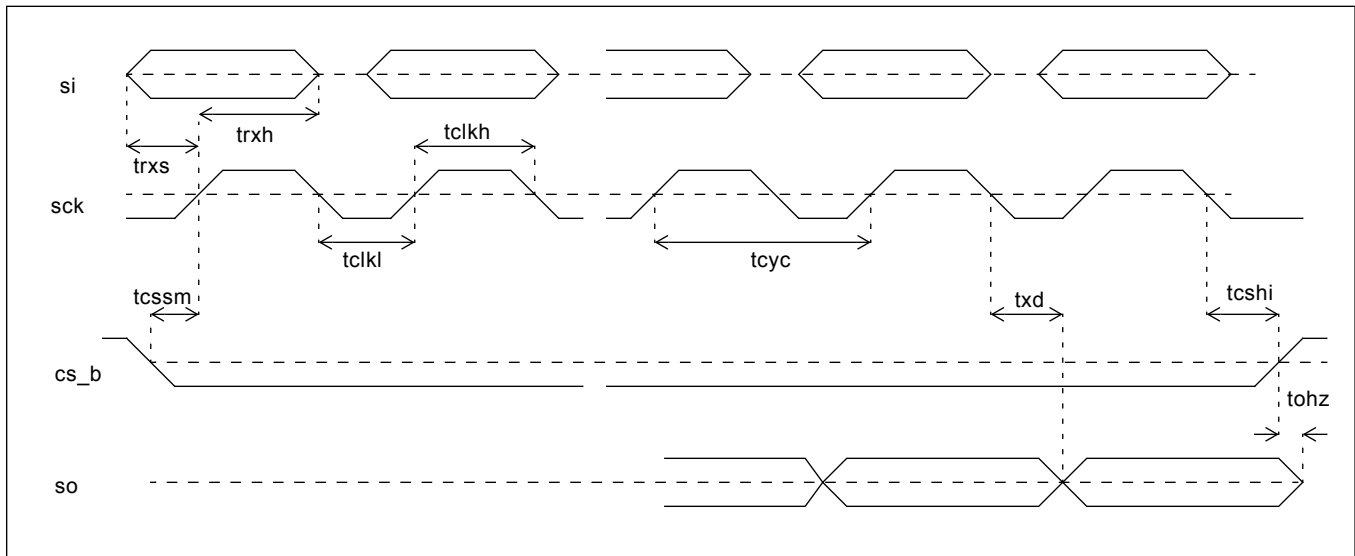 si
trxh
tclkh
trxs
sck
tclkl
tcyc
tcssm
txd
tcshi
cs_b
tohz
so